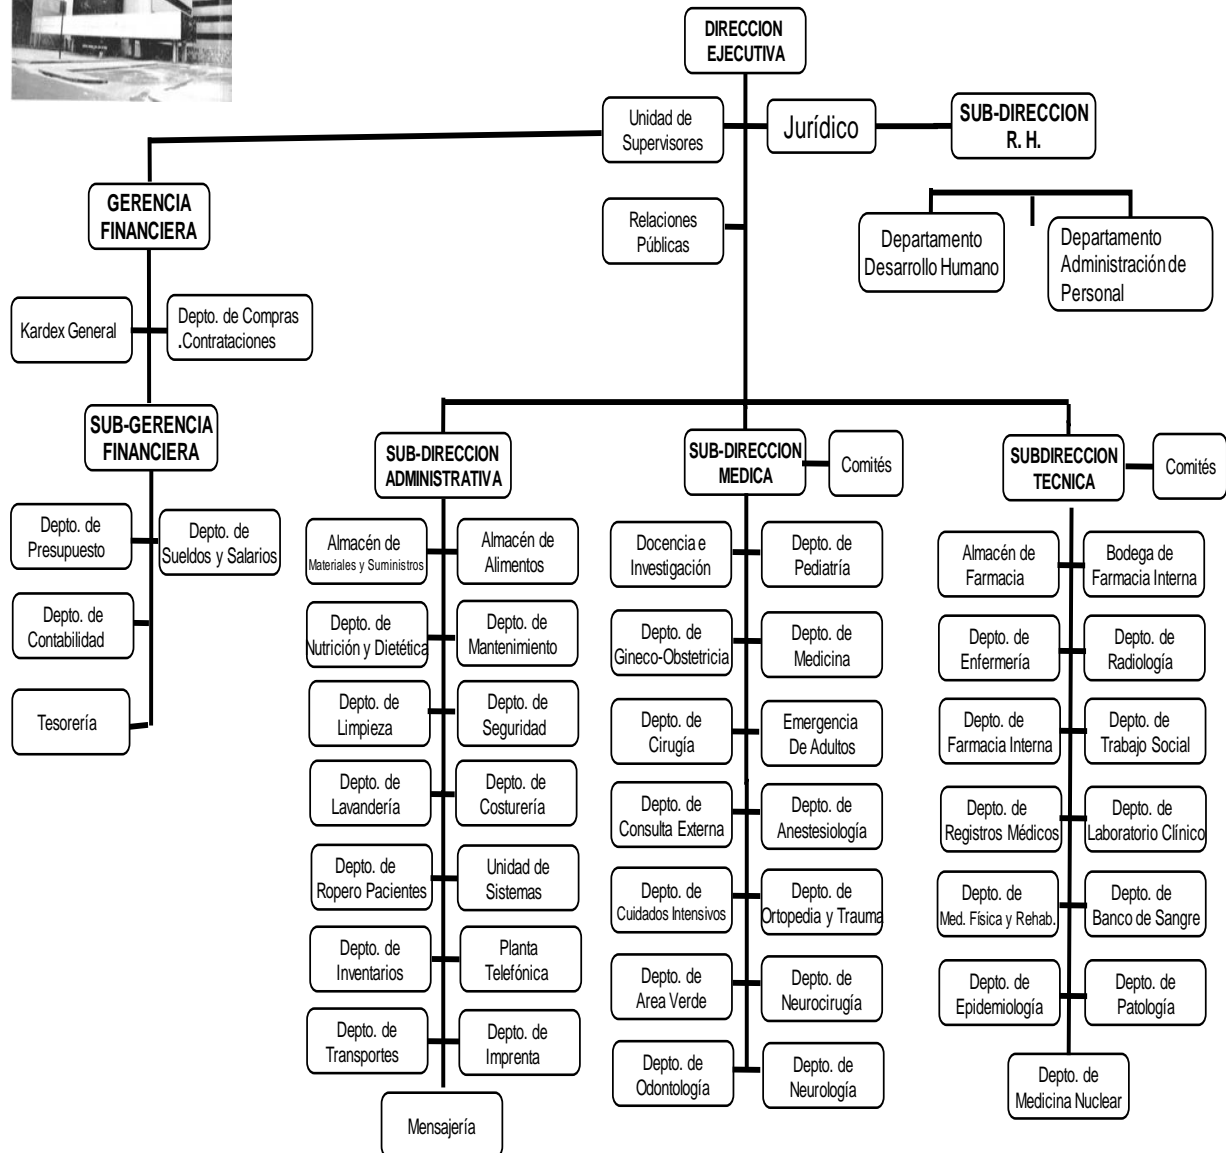 DIRECCION
EJECUTIVA
Unidad de
Supervisores
Jurídico
SUB-DIRECCION
R. H.
GERENCIA
FINANCIERA
Relaciones
Públicas
Departamento
Desarrollo Humano
Departamento
Administración de
Personal
Kardex General
Depto. de Compras
.Contrataciones
SUB-GERENCIA
FINANCIERA
Depto. de
Presupuesto
Depto. de
Sueldos y Salarios
Depto. de
Contabilidad
Tesorería
SUB-DIRECCION
ADMINISTRATIVA
Almacén de
Materiales y Suministros
Almacén de
Alimentos
Depto. de
Nutrición y Dietética
Depto. de
Mantenimiento
Depto. de
Limpieza
Depto. de
Seguridad
Depto. de
Lavandería
Depto. de
Costurería
Depto. de
Ropero Pacientes
Unidad de
Sistemas
Depto. de
Inventarios
Planta
Telefónica
Depto. de
Transportes
Depto. de
Imprenta
Mensajería
SUB-DIRECCION
MEDICA
Comités
Docencia e
Investigación
Depto. de
Pediatría
Depto. de
Gineco-Obstetricia
Depto. de
Medicina
Depto. de
Cirugía
Emergencia
De Adultos
Depto. de
Consulta Externa
Depto. de
Anestesiología
Depto. de
Cuidados Intensivos
Depto. de
Ortopedia y Trauma
Depto. de
Area Verde
Depto. de
Neurocirugía
Depto. de
Odontología
Depto. de
Neurología
SUBDIRECCION
TECNICA
Comités
Almacén de
Farmacia
Bodega de
Farmacia Interna
Depto. de
Enfermería
Depto. de
Radiología
Depto. de
Farmacia Interna
Depto. de
Trabajo Social
Depto. de
Registros Médicos
Depto. de
Laboratorio Clínico
Depto. de
Med. Física y Rehab.
Depto. de
Banco de Sangre
Depto. de
Epidemiología
Depto. de
Patología
Depto. de
Medicina Nuclear